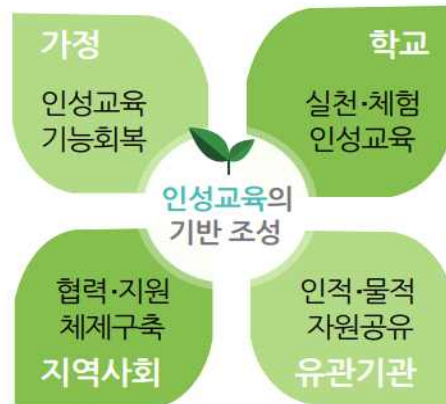 가정
인성교육
기능회복
학교
실천·체험
인성교육
인성교육의
기반 조성
협력·지원
체제구축
지역사회
인적·물적
자원공유
유관기관